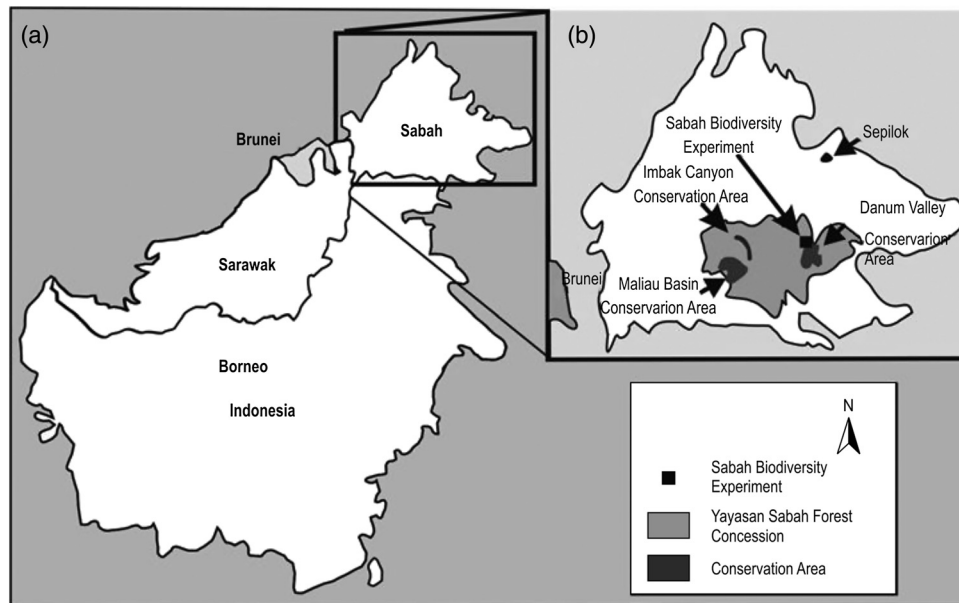 (a)
Brunei
Sabah
Sarawak
Borneo
Indonesia
(b)
Sabah Biodiversity
Experiment
Imbak Canyon
Conservation Area
Sepilok
Danum Valley
Conservarion
Area
Brunei
Maliau Basin
Conservarion Area
N
Sabah Biodiversity
Experiment
Yayasan Sabah Forest
Concession
Conservation Area